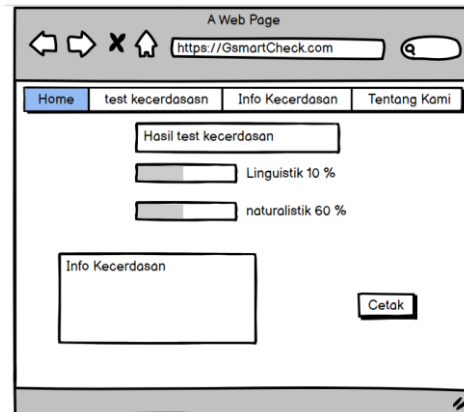 A Web Page
https://GsmartCheck.com
Home test kecerdasasn Info Kecerdasan Tentang Kami
Hasil test kecerdasan
Linguistik 10 %
naturalistik 60 %
Info Kecerdasan
Cetak